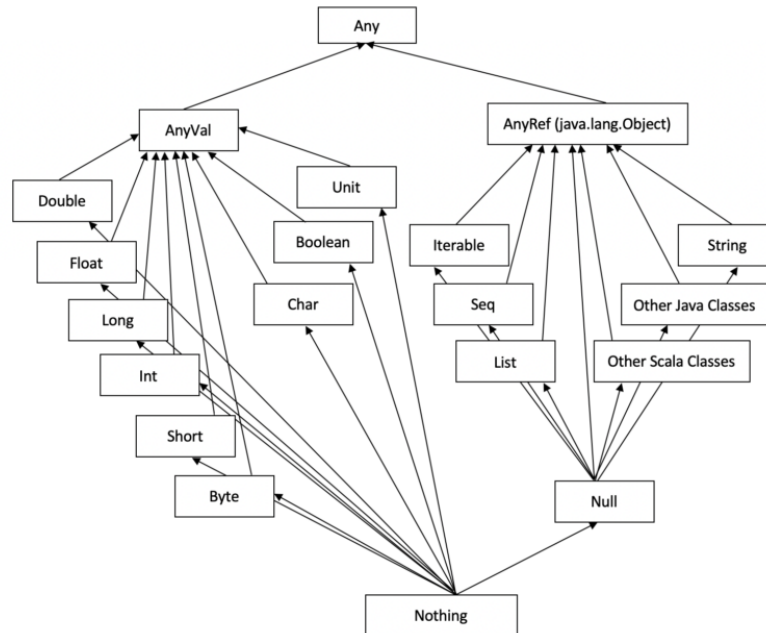 Any
AnyVal
AnyRef (java.lang.Object)
Unit
Double
Boolean
Iterable
String
Float
Char
Seq
Other Java Classes
Long
List
Other Scala Classes
Int
Short
Byte
Null
Nothing